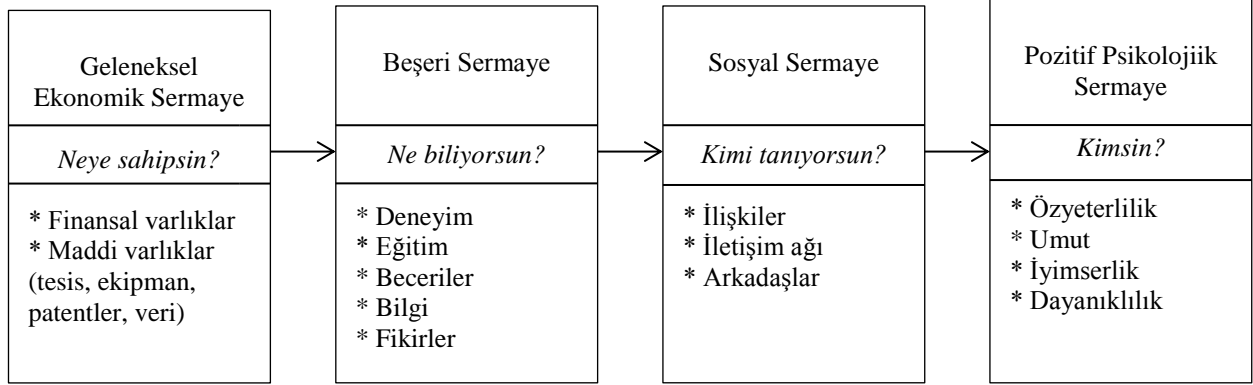 Geleneksel
Ekonomik Sermaye
Neye sahipsin?
* Finansal varlıklar
* Maddi varlıklar
(tesis, ekipman,
patentler, veri)
Beşeri Sermaye
Ne biliyorsun?
* Deneyim
* Eğitim
* Beceriler
* Bilgi
* Fikirler
Sosyal Sermaye
Kimi tanıyorsun?
* İlişkiler
* İletişim ağı
* Arkadaşlar
Pozitif Psikolojiik
Sermaye
Kimsin?
* Özyeterlilik
* Umut
* İyimserlik
* Dayanıklılık